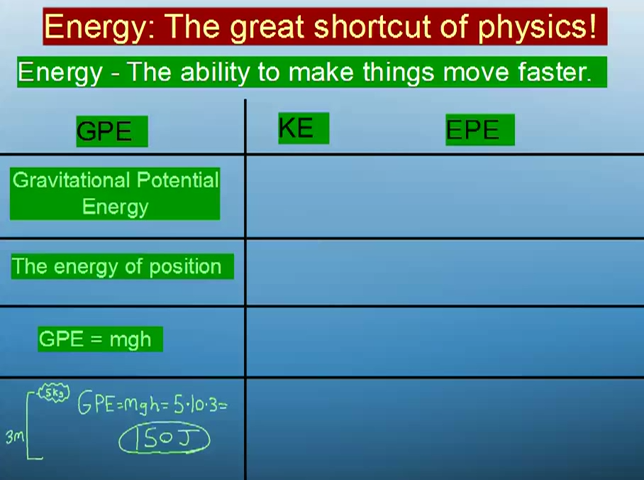 Energy: The great shortcut of physics!
Energy - The ability to make things move faster.
GPE
KE
EPE
Gravitational Potential
Energy
The energy of position
GPE = mgh
5kg
GPE=mgh=5·10·3=
3m
150J